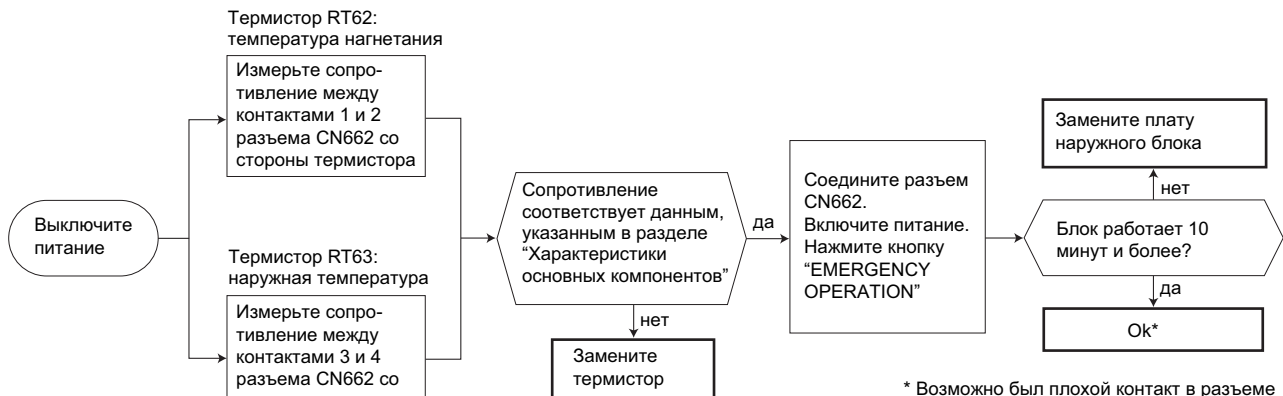 Выключите
питание
Термистор RT62:
температура нагнетания
Измерьте сопро-
тивление между
контактами 1 и 2
разъема CN662 со
стороны термистора
Термистор RT63:
наружная температура
Измерьте сопро-
тивление между
контактами 3 и 4
разъема CN662 со
Сопротивление
соответствует данным,
указанным в разделе
“Характеристики
основных компонентов”
да
нет
Замените
термистор
Соедините разъем
CN662.
Включите питание.
Нажмите кнопку
“EMERGENCY
OPERATION”
Замените плату
наружного блока
нет
Блок работает 10
минут и более?
да
Ok*
* Возможно был плохой контакт в разъеме